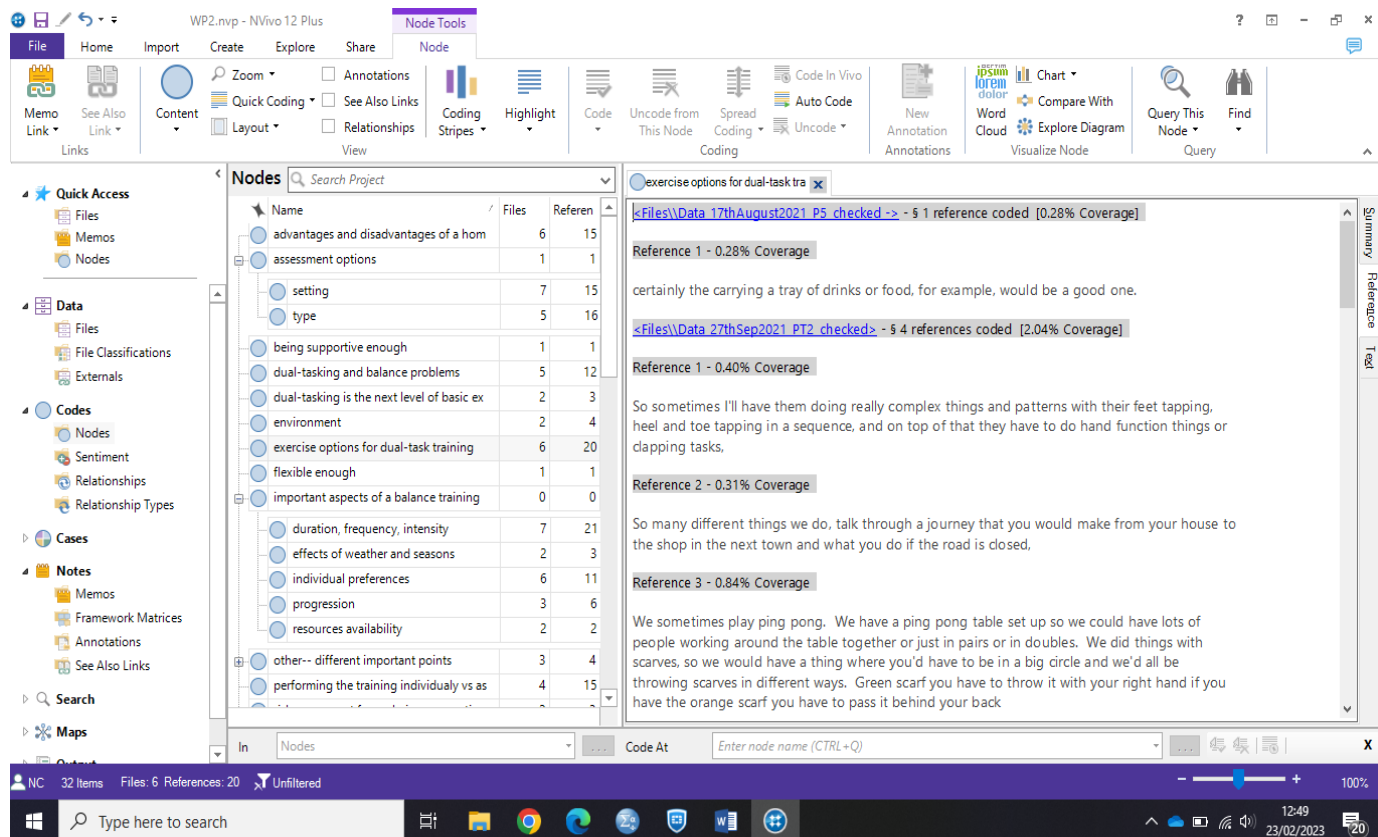 WP2.nvp - NVivo 12 Plus
Node Tools
?
File
Home
Import
Create
Explore
Share
Node
Memo
Link
See Also
Link
Links
Content
Zoom
Quick Coding
Layout
Annotations
See Also Links
Relationships
View
Coding
Stripes
Highlight
Code
Uncode from
This Node
Spread
Coding
Code In Vivo
Auto Code
Uncode
Coding
New
Annotation
Annotations
ipsum
lorem
dolor
Word
Cloud
Chart
Compare With
Explore Diagram
Visualize Node
Query This
Node
Find
Query
Quick Access
Files
Memos
Nodes
Data
Files
File Classifications
Externals
Codes
Nodes
Sentiment
Relationships
Relationship Types
Cases
Notes
Memos
Framework Matrices
Annotations
See Also Links
Search
Maps
Nodes
Search Project
Name Files Referen
advantages and disadvantages of a hom 6 15
assessment options 1 1
setting 7 15
type 5 16
being supportive enough 1 1
dual-tasking and balance problems 5 12
dual-tasking is the next level of basic ex 2 3
environment 2 4
exercise options for dual-task training 6 20
flexible enough 1 1
important aspects of a balance training 0 0
duration, frequency, intensity 7 21
effects of weather and seasons 2 3
individual preferences 6 11
progression 3 6
resources availability 2 2
other-- different important points 3 4
performing the training individualy vs as 4 15
exercise options for dual-task tra x
<Files\\Data_17thAugust2021_P5_checked -> - § 1 reference coded [0.28% Coverage]
Reference 1 - 0.28% Coverage
certainly the carrying a tray of drinks or food, for example, would be a good one.
<Files\\Data_27thSep2021_PT2_checked> - § 4 references coded [2.04% Coverage]
Reference 1 - 0.40% Coverage
So sometimes I'll have them doing really complex things and patterns with their feet tapping,
heel and toe tapping in a sequence, and on top of that they have to do hand function things or
clapping tasks,
Reference 2 - 0.31% Coverage
So many different things we do, talk through a journey that you would make from your house to
the shop in the next town and what you do if the road is closed,
Reference 3 - 0.84% Coverage
We sometimes play ping pong. We have a ping pong table set up so we could have lots of
people working around the table together or just in pairs or in doubles. We did things with
scarves, so we would have a thing where you'd have to be in a big circle and we'd all be
throwing scarves in different ways. Green scarf you have to throw it with your right hand if you
have the orange scarf you have to pass it behind your back
Summary
Reference
Text
In
Nodes
...
Code At
Enter node name (CTRL+Q)
...
X
NC 32 Items Files: 6 References: 20 Unfiltered
- + 100%
Type here to search
12:49
23/02/2023
20